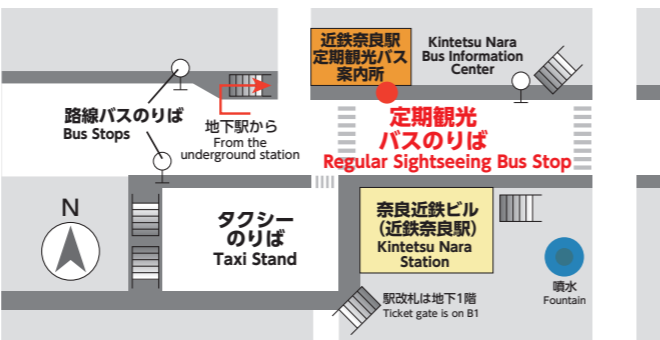 近鉄奈良駅
定期観光バス
案内所
Kintetsu Nara
Bus Information
Center
路線バスのりば
Bus Stops
地下駅から
From the
underground station
定期観光
バスのりば
Regular Sightseeing Bus Stop
N
タクシー
のりば
Taxi Stand
奈良近鉄ビル
(近鉄奈良駅)
Kintetsu Nara
Station
噴水
Fountain
駅改札は地下1階
Ticket gate is on B1